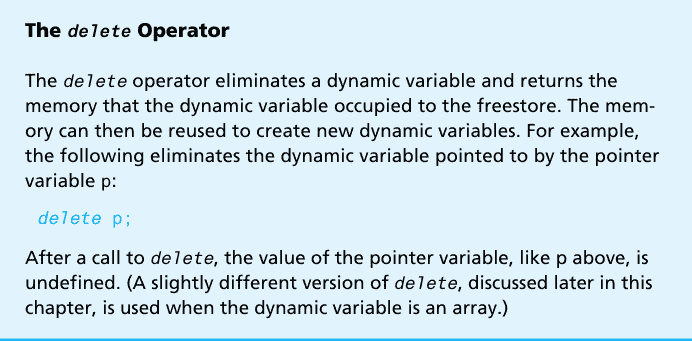 The delete Operator
The delete operator eliminates a dynamic variable and returns the
memory that the dynamic variable occupied to the freestore. The mem-
ory can then be reused to create new dynamic variables. For example,
the following eliminates the dynamic variable pointed to by the pointer
variable p:
delete p;
After a call to delete, the value of the pointer variable, like p above, is
undefined. (A slightly different version of delete, discussed later in this
chapter, is used when the dynamic variable is an array.)